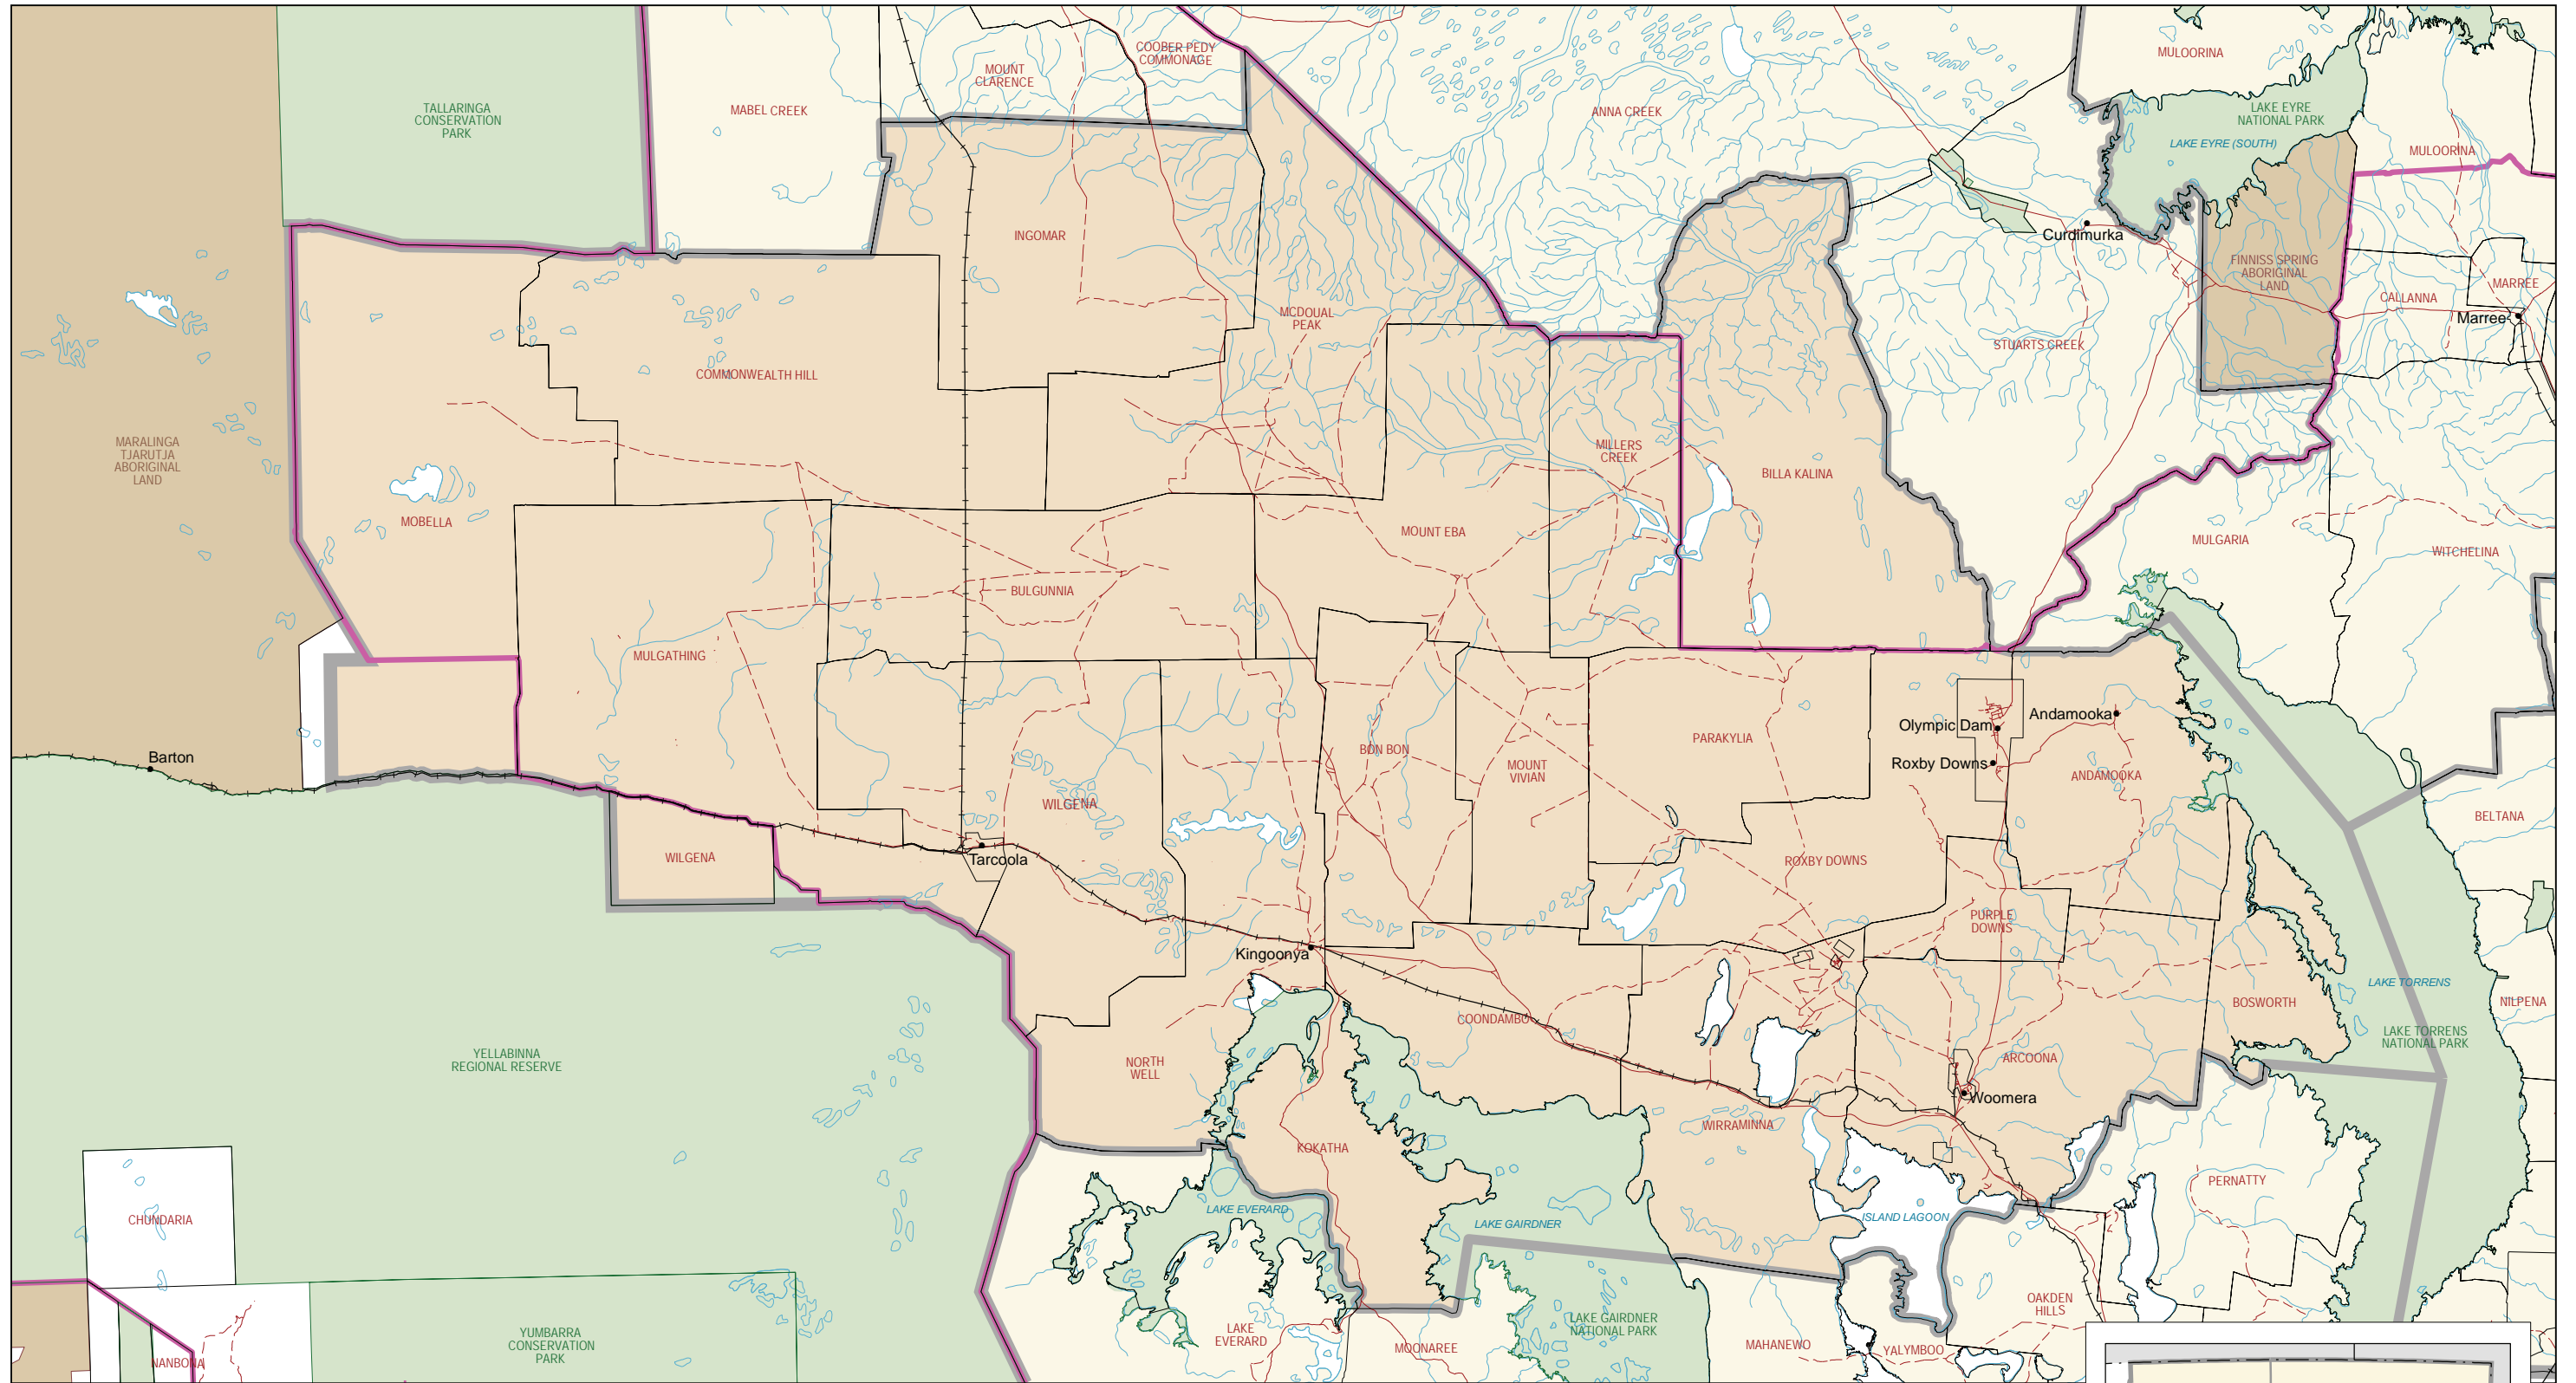 COOBER PEDY
COMMONAGE
MULOORINA
MOUNT
CLARENCE
TALLARINGA
CONSERVATION
PARK
MABEL CREEK
ANNA CREEK
LAKE EYRE
NATIONAL PARK
LAKE EYRE (SOUTH)
MULOORINA
INGOMAR
Curdimurka
FINNISS SPRING
ABORIGINAL
LAND
MARREE
CALLANNA
Marree
MCDOUAL
PEAK
STUARTS CREEK
COMMONWEALTH HILL
MARALINGA
TJARUTJA
ABORIGINAL
LAND
MILLERS
CREEK
BILLA KALINA
MOBELLA
MOUNT EBA
MULGARIA
WITCHELINA
BULGUNNIA
MULGATHING
Andamooka
Olympic Dam
PARAKYLIA
BON BON
Barton
Roxby Downs
MOUNT
VIVIAN
ANDAMOOKA
WILGENA
BELTANA
WILGENA
Tarcoola
ROXBY DOWNS
PURPLE
DOWNS
Kingoonya
LAKE TORRENS
BOSWORTH
NILPENA
COONDAMBO
LAKE TORRENS
NATIONAL PARK
YELLABINNA
REGIONAL RESERVE
NORTH
WELL
ARCOONA
Woomera
WIRRAMINNA
KOKATHA
PERNATTY
LAKE EVERARD
CHUNDARIA
LAKE GAIRDNER
ISLAND LAGOON
OAKDEN
HILLS
LAKE GAIRDNER
NATIONAL PARK
LAKE
EVERARD
YUMBARRA
CONSERVATION
PARK
MOONAREE
MAHANEWO
YALYMBOO
NANBONA